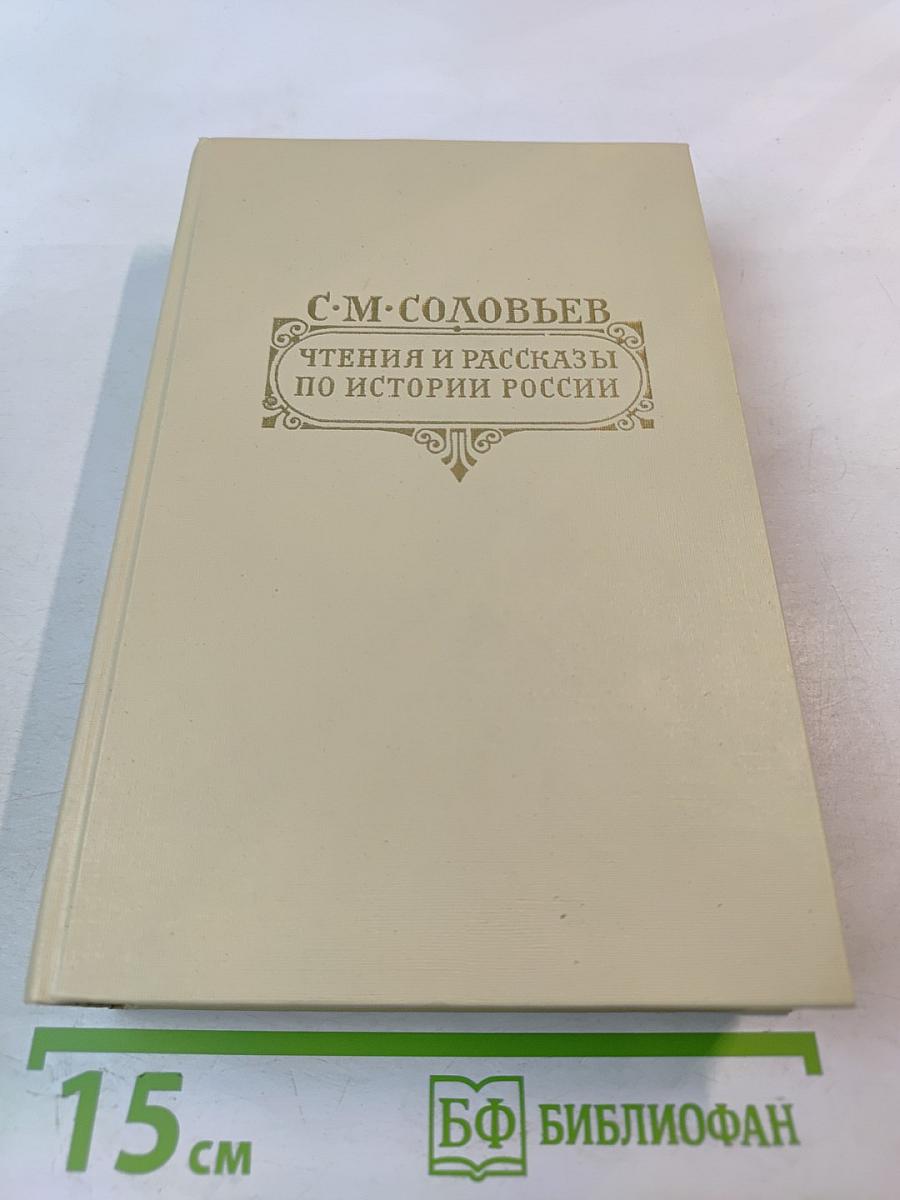 С·М·СОЛОВЬЕВ
ЧТЕНИЯ И РАССКАЗЫ
ПО ИСТОРИИ РОССИИ
15 см
БФ БИБЛИОФАН